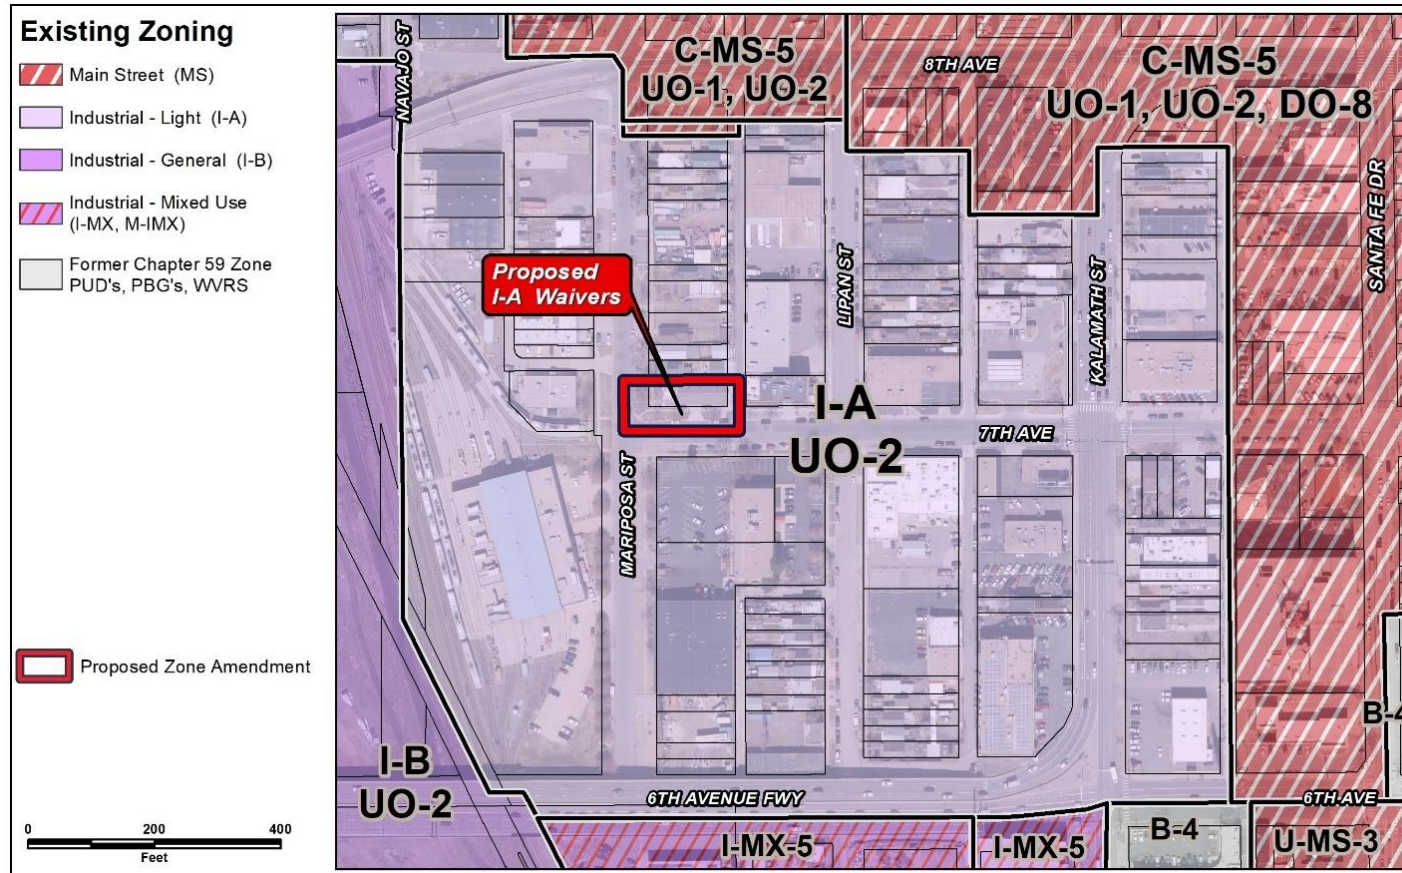 Existing Zoning
Main Street (MS)
Industrial - Light (I-A)
Industrial - General (I-B)
Industrial - Mixed Use
(I-MX, M-IMX)
Former Chapter 59 Zone
PUD's, PBG's, WVRS
Proposed Zone Amendment
0 200 400
Feet
NAVAJO ST
C-MS-5
UO-1, UO-2
8TH AVE
C-MS-5
UO-1, UO-2, DO-8
SANTA FE DR
Proposed
I-A Waivers
LIPAN ST
KALAMATH ST
I-A
UO-2
7TH AVE
MARIPOSA ST
B-4
I-B
UO-2
6TH AVENUE FWY
6TH AVE
I-MX-5
I-MX-5
B-4
U-MS-3